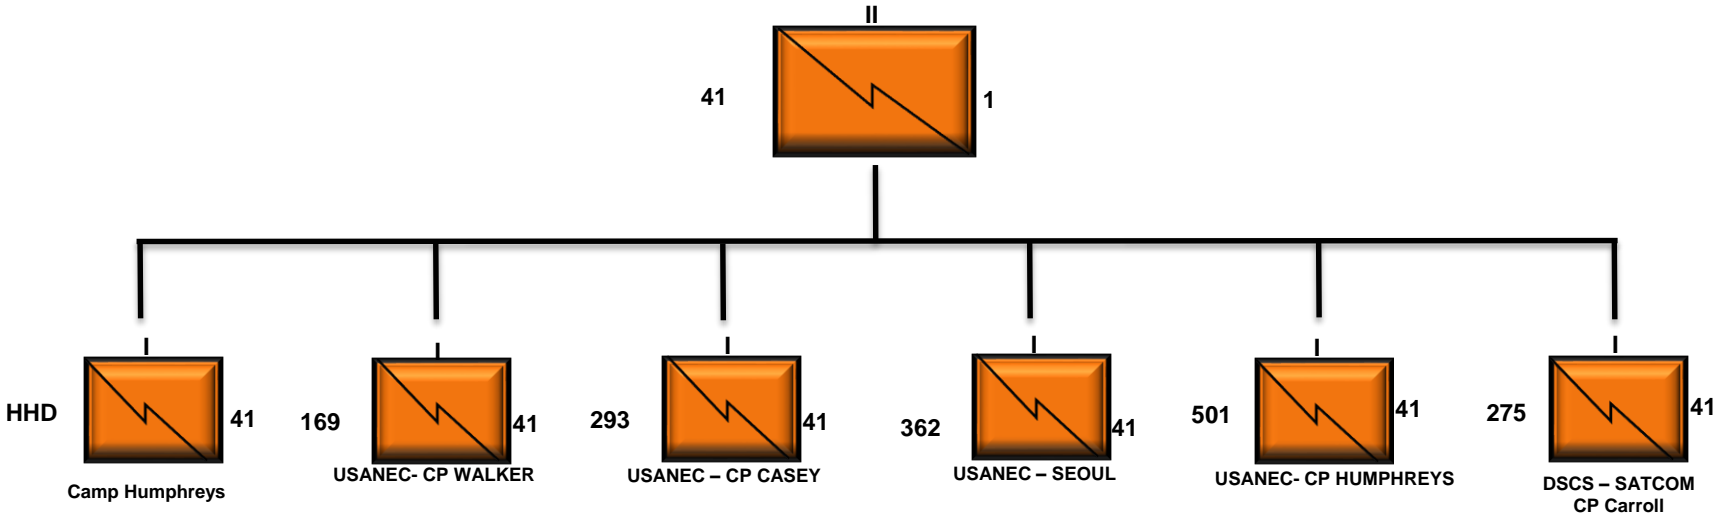 II
41
1
I
I
I
I
I
I
HHD
41
169
41
293
41
362
41
501
41
275
41
Camp Humphreys
USANEC- CP WALKER
USANEC – CP CASEY
USANEC – SEOUL
USANEC- CP HUMPHREYS
DSCS – SATCOM
CP Carroll